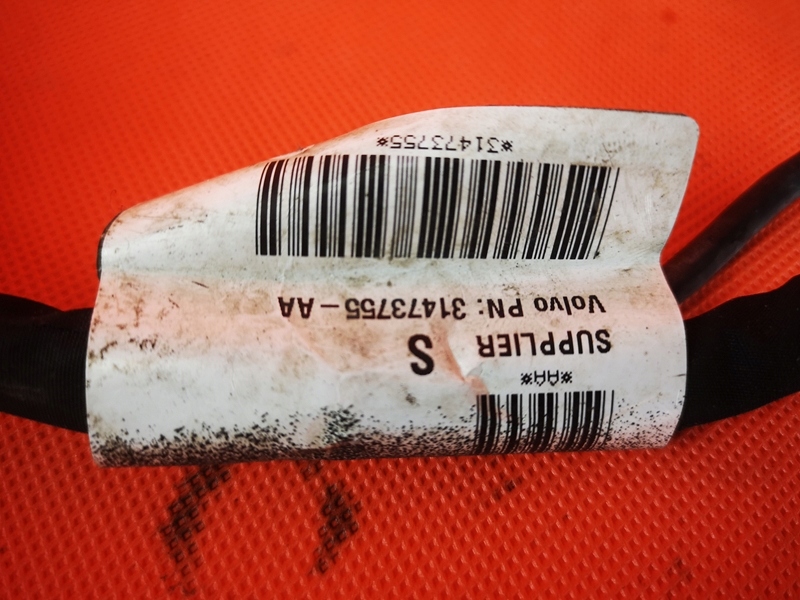 *AA*
SUPPLIER S
Volvo PN: 31473755-AA
*31473755*